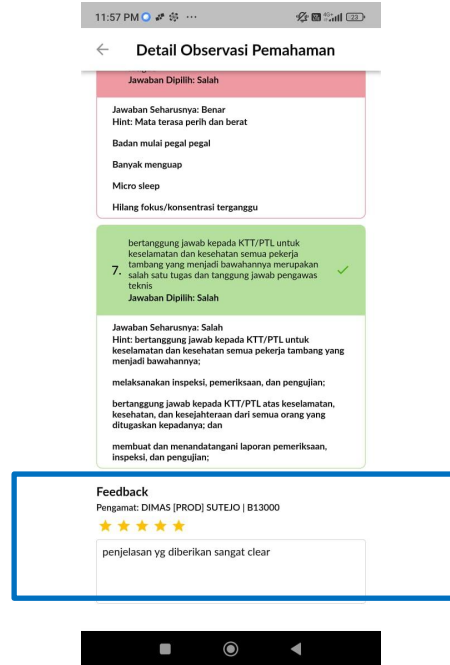 11:57 PM
23
Detail Observasi Pemahaman
Jawaban Dipilih: Salah
Jawaban Seharusnya: Benar
Hint: Mata terasa perih dan berat
Badan mulai pegal pegal
Banyak menguap
Micro sleep
Hilang fokus/konsentrasi terganggu
bertanggung jawab kepada KTT/PTL untuk
keselamatan dan kesehatan semua pekerja
7. tambang yang menjadi bawahannya merupakan
salah satu tugas dan tanggung jawab pengawas
teknis
Jawaban Dipilih: Salah
Jawaban Seharusnya: Salah
Hint: bertanggung jawab kepada KTT/PTL untuk
keselamatan dan kesehatan semua pekerja tambang yang
menjadi bawahannya;
melaksanakan inspeksi, pemeriksaan, dan pengujian;
bertanggung jawab kepada KTT/PTL atas keselamatan,
kesehatan, dan kesejahteraan dari semua orang yang
ditugaskan kepadanya; dan
membuat dan menandatangani laporan pemeriksaan,
inspeksi, dan pengujian;
Feedback
Pengamat: DIMAS [PROD] SUTEJO | B13000
penjelasan yg diberikan sangat clear